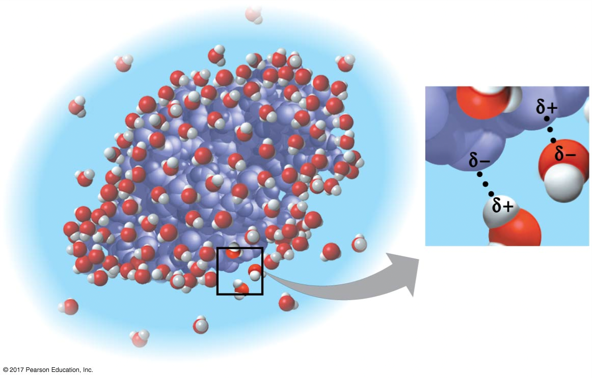 δ+
δ−
δ−
δ+
© 2017 Pearson Education, Inc.